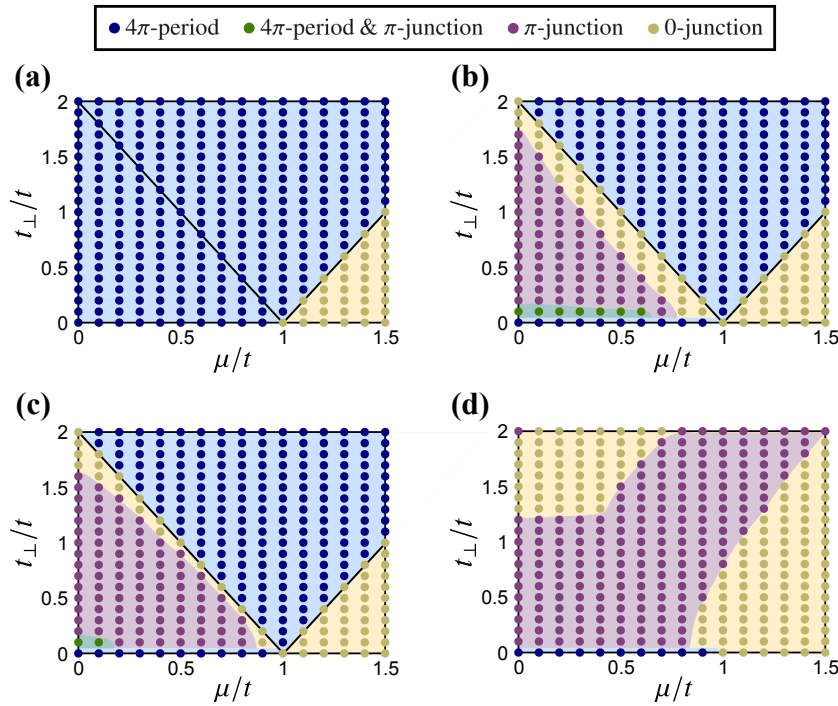 4π-period 4π-period & π-junction π-junction 0-junction
(a) (b)
2 2
1.5 1.5
t⊥/t t⊥/t
1 1
0.5 0.5
0 0
0 0.5 1 1.5 0 0.5 1 1.5
μ/t μ/t
(c) (d)
2 2
1.5 1.5
t⊥/t t⊥/t
1 1
0.5 0.5
0 0
0 0.5 1 1.5 0 0.5 1 1.5
μ/t μ/t